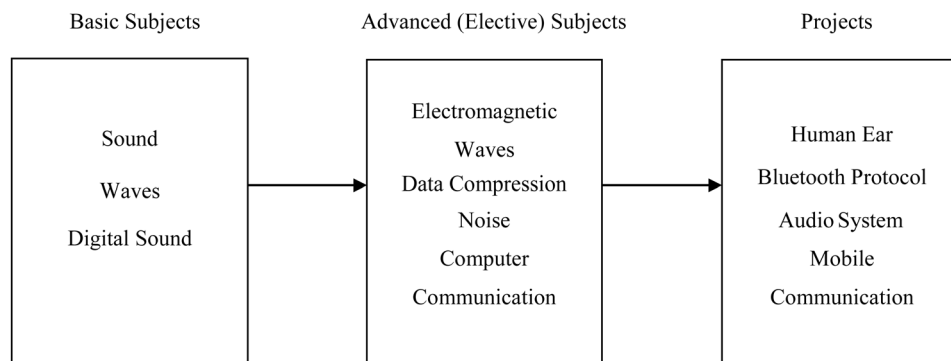 Basic Subjects
Advanced (Elective) Subjects
Projects
Sound
Waves
Digital Sound
Electromagnetic
Waves
Data Compression
Noise
Computer
Communication
Human Ear
Bluetooth Protocol
Audio System
Mobile
Communication